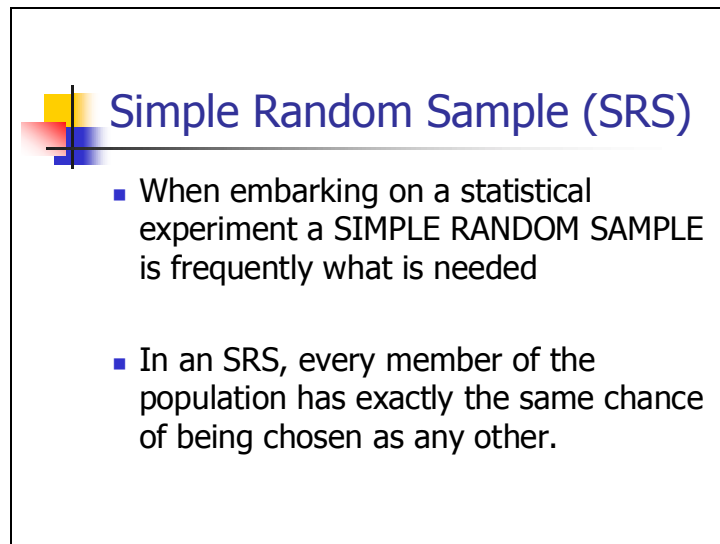 Simple Random Sample (SRS)
When embarking on a statistical
experiment a SIMPLE RANDOM SAMPLE
is frequently what is needed
In an SRS, every member of the
population has exactly the same chance
of being chosen as any other.